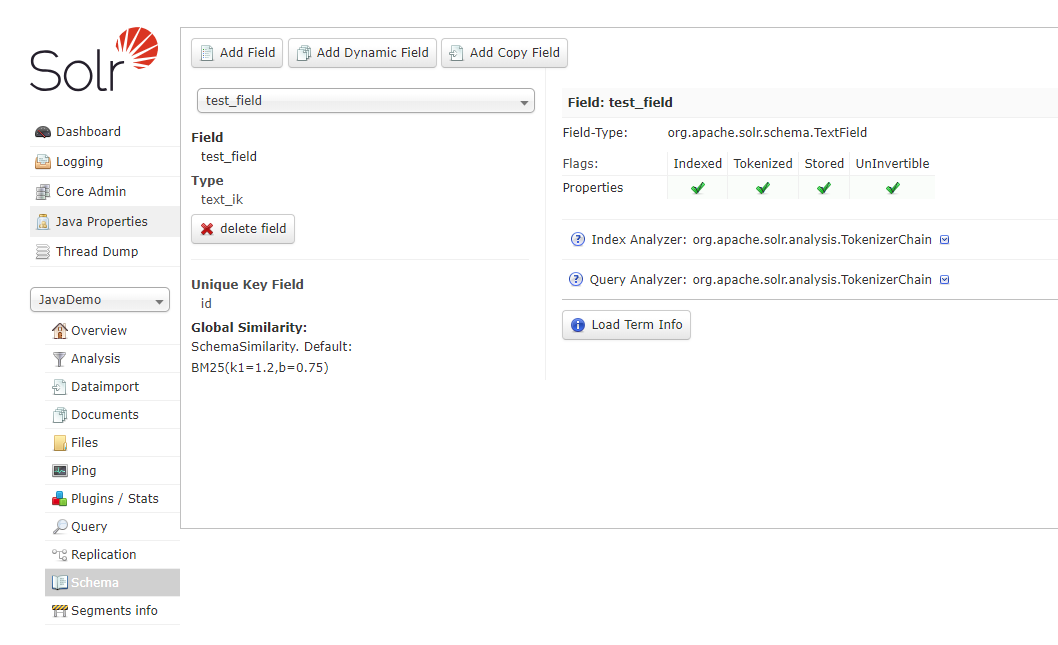 Solr
Dashboard
Logging
Core Admin
Java Properties
Thread Dump
JavaDemo
Overview
Analysis
Dataimport
Documents
Files
Ping
Plugins / Stats
Query
Replication
Schema
Segments info
Add Field Add Dynamic Field Add Copy Field
test_field
Field
test_field
Type
text_ik
delete field
Unique Key Field
id
Global Similarity:
SchemaSimilarity. Default:
BM25(k1=1.2,b=0.75)
Field: test_field
Field-Type: org.apache.solr.schema.TextField
Flags: Indexed Tokenized Stored UnInvertible
Properties
Index Analyzer: org.apache.solr.analysis.TokenizerChain
Query Analyzer: org.apache.solr.analysis.TokenizerChain
Load Term Info